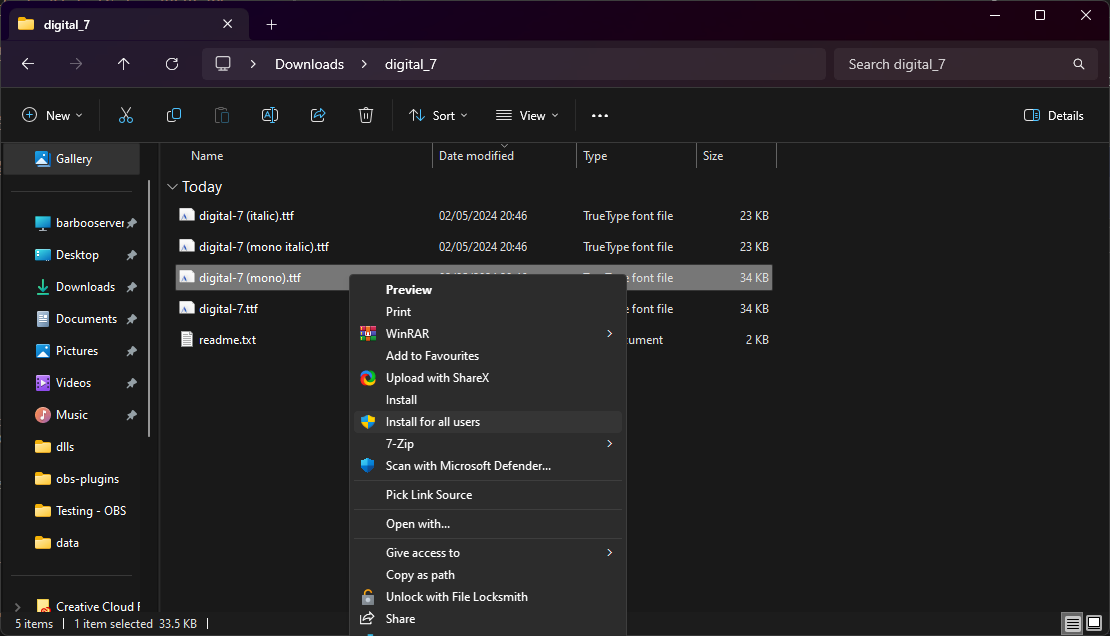 digital_7
Downloads
digital_7
Search digital_7
New
Sort
View
Details
Gallery
barbooserver
Desktop
Downloads
Documents
Pictures
Videos
Music
dlls
obs-plugins
Testing - OBS
data
Creative Cloud F
Name Date modified Type Size
Today
digital-7 (italic).ttf 02/05/2024 20:46 TrueType font file 23 KB
digital-7 (mono italic).ttf 02/05/2024 20:46 TrueType font file 23 KB
digital-7 (mono).ttf font file 34 KB
digital-7.ttf font file 34 KB
readme.txt cument 2 KB
Preview
Print
WinRAR
Add to Favourites
Upload with ShareX
Install
Install for all users
7-Zip
Scan with Microsoft Defender...
Pick Link Source
Open with...
Give access to
Copy as path
Unlock with File Locksmith
Share
5 items 1 item selected 33.5 KB